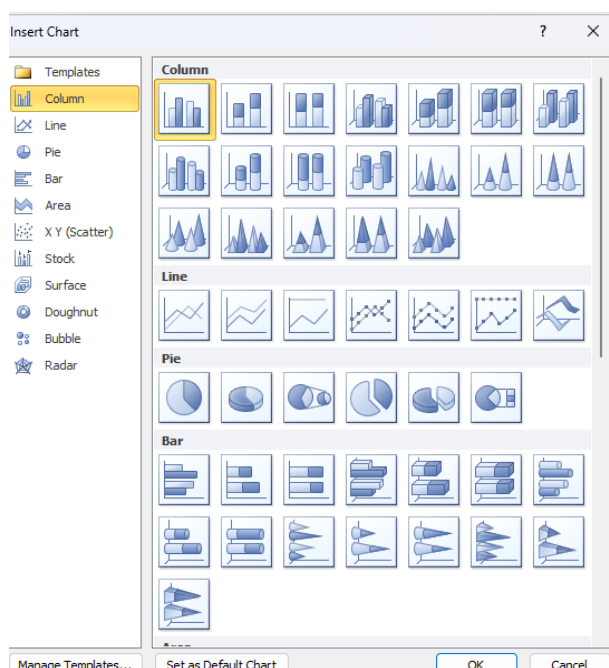 Insert Chart
Templates
Column
Line
Pie
Bar
Area
X Y (Scatter)
Stock
Surface
Doughnut
Bubble
Radar
Column
Line
Pie
Bar
Area
Manage Templates...
Set as Default Chart
OK
Cancel